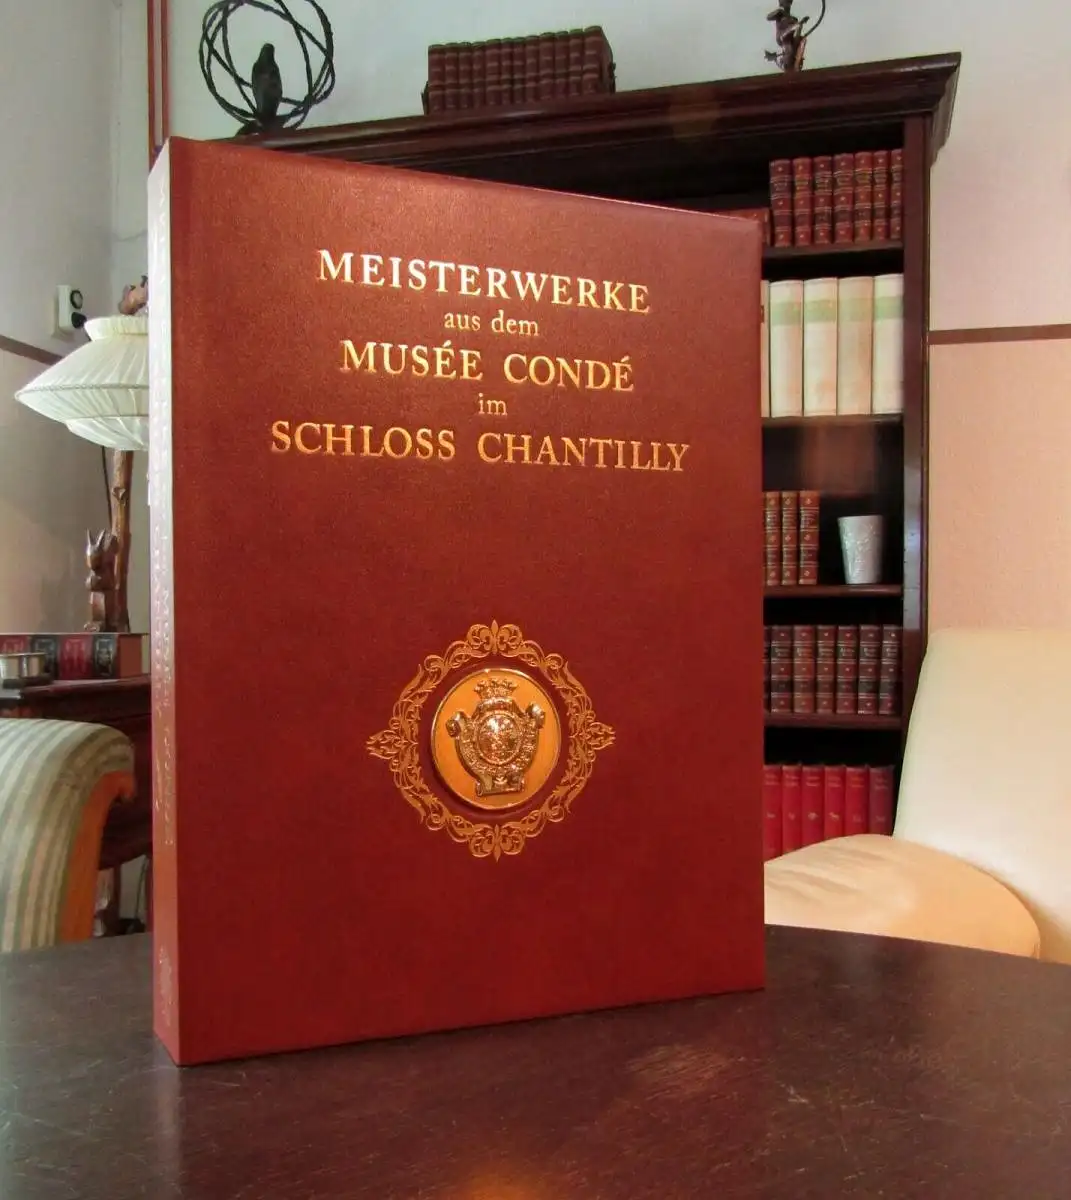 MEISTERWERKE
aus dem
MUSÉE CONDÉ
im
SCHLOSS CHANTILLY